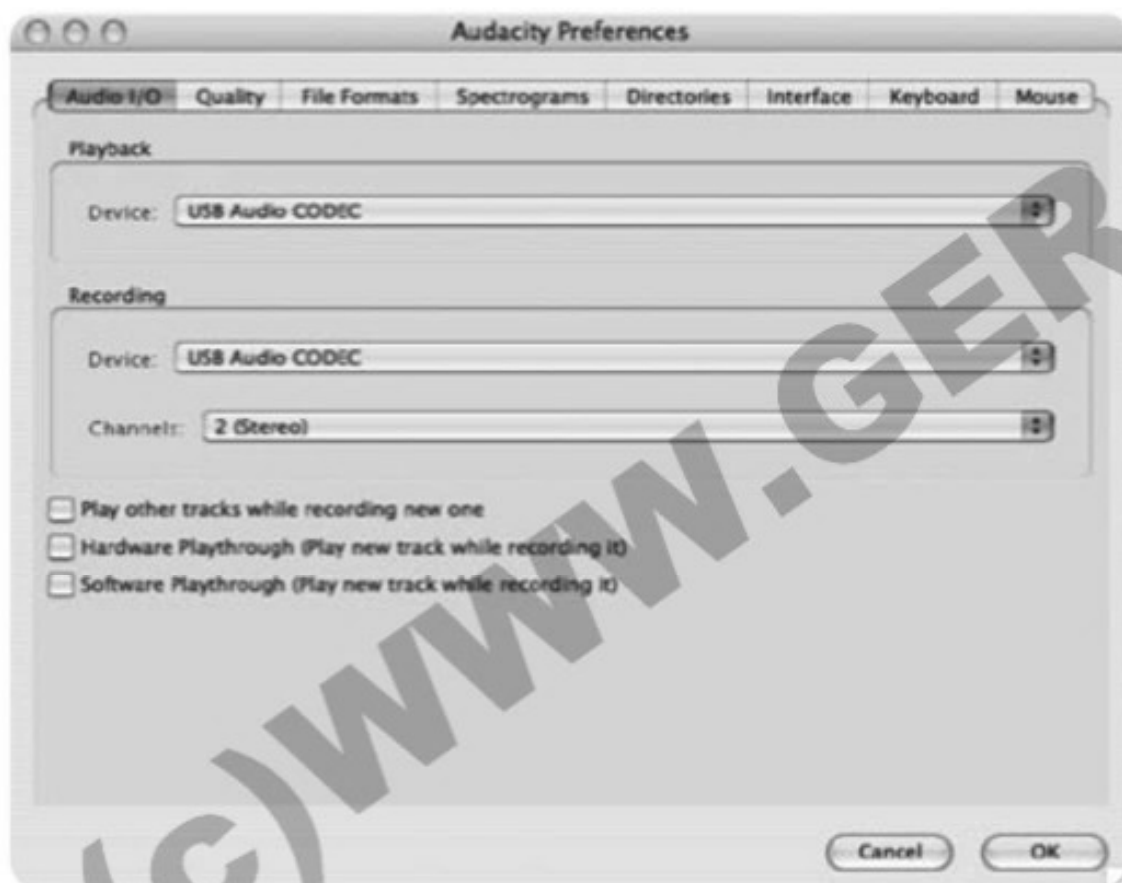 Audacity Preferences
Audio I/O Quality File Formats Spectrograms Directories Interface Keyboard Mouse
Playback
Device: USB Audio CODEC
Recording
Device: USB Audio CODEC
Channels: 2 (Stereo)
Play other tracks while recording new one
Hardware Playthrough (Play new track while recording it)
Software Playthrough (Play new track while recording it)
Cancel OK
(c)WWW.GER